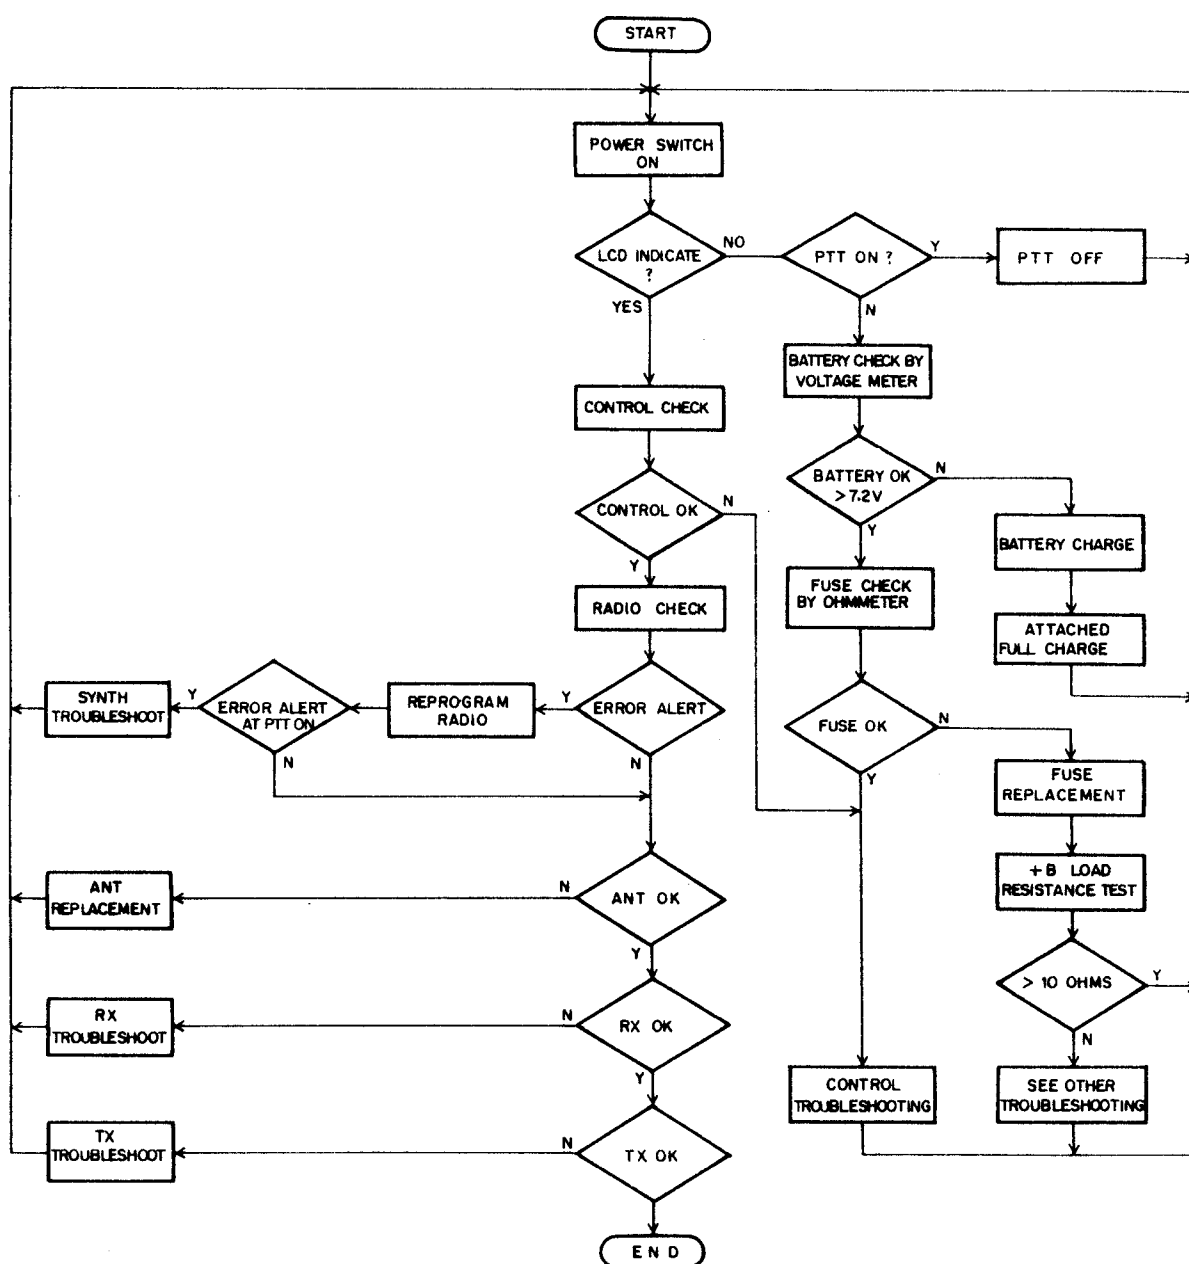 START
POWER SWITCH
ON
LCD INDICATE
?
NO
PTT ON ?
Y
PTT OFF
YES
N
BATTERY CHECK BY
VOLTAGE METER
CONTROL CHECK
BATTERY OK
>7.2V
N
Y
CONTROL OK
N
Y
BATTERY CHARGE
FUSE CHECK
BY OHMMETER
RADIO CHECK
ATTACHED
FULL CHARGE
SYNTH
TROUBLESHOOT
Y
ERROR ALERT
AT PTT ON
N
REPROGRAM
RADIO
Y
ERROR ALERT
N
FUSE OK
N
Y
FUSE
REPLACEMENT
+B LOAD
RESISTANCE TEST
ANT
REPLACEMENT
N
ANT OK
Y
> 10 OHMS
Y
N
RX
TROUBLESHOOT
N
RX OK
Y
CONTROL
TROUBLESHOOTING
SEE OTHER
TROUBLESHOOTING
TX
TROUBLESHOOT
N
TX OK
END